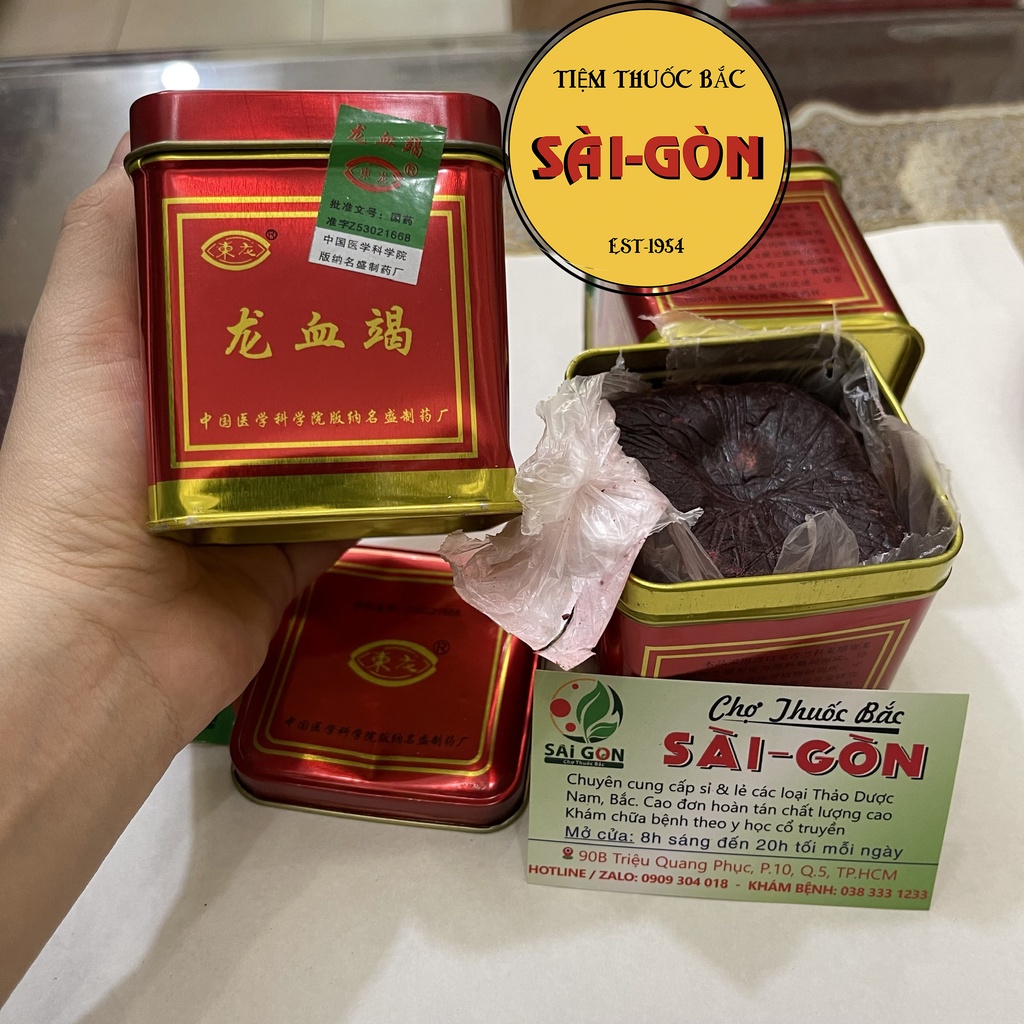 TIỆM THUỐC BẮC
SÀI-GÒN
EST-1954
龙血竭
東龙®
批准文号：国药
准字Z53021668
中国医学科学院
版纳名盛制药厂
東龙®
龙血竭
中国医学科学院版纳名盛制药厂
東龙®
中国医学科学院版纳名盛制药厂
SÀI GÒN
Chợ Thuốc Bắc
Chợ Thuốc Bắc
SÀI-GÒN
Chuyên cung cấp sỉ & lẻ các loại Thảo Dược
Nam, Bắc. Cao đơn hoàn tán chất lượng cao
Khám chữa bệnh theo y học cổ truyền
Mở cửa: 8h sáng đến 20h tối mỗi ngày
90B Triệu Quang Phục, P.10, Q.5, TP.HCM
HOTLINE / ZALO: 0909 304 018 - KHÁM BỆNH: 038 333 1233